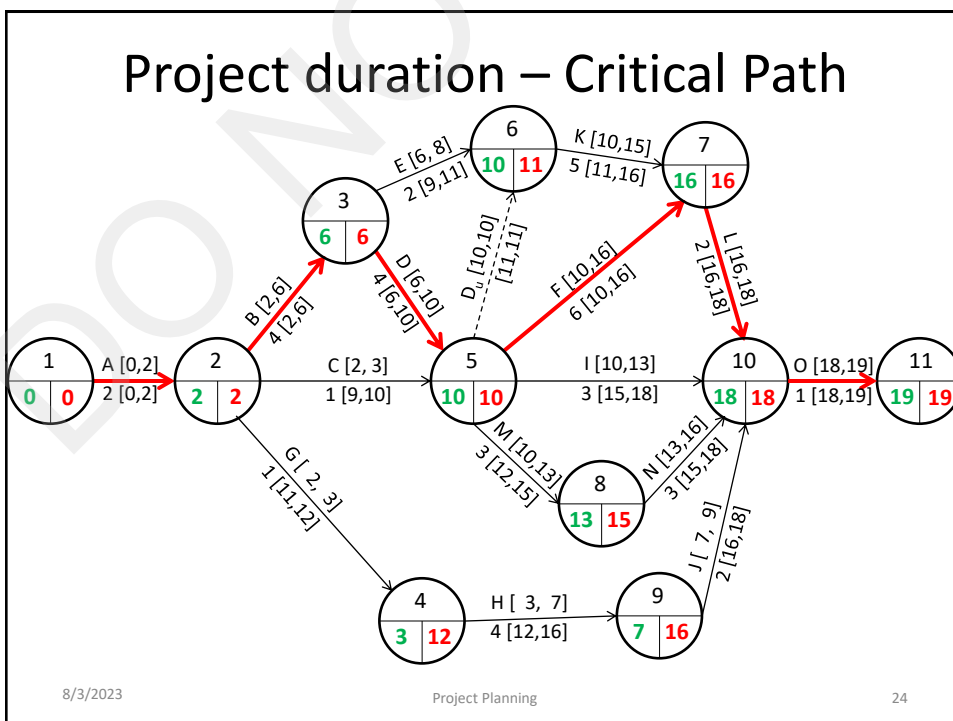 DO NO
Project duration – Critical Path
6
10 11
K [10,15]
5 [11,16]
7
16 16
E [6, 8]
2 [9,11]
3
6 6
D [6,10]
4 [6,10]
Du [10,10]
[11,11]
F [10,16]
6 [10,16]
L [16,18]
2 [16,18]
B [2,6]
4 [2,6]
1
0 0
A [0,2]
2 [0,2]
2
2 2
C [2, 3]
1 [9,10]
5
10 10
I [10,13]
3 [15,18]
10
18 18
O [18,19]
1 [18,19]
11
19 19
G [ 2, 3]
1 [11,12]
M [10,13]
3 [12,15]
8
13 15
N [13,16]
3 [15,18]
4
3 12
H [ 3, 7]
4 [12,16]
9
7 16
J [ 7, 9]
2 [16,18]
8/3/2023
Project Planning
24